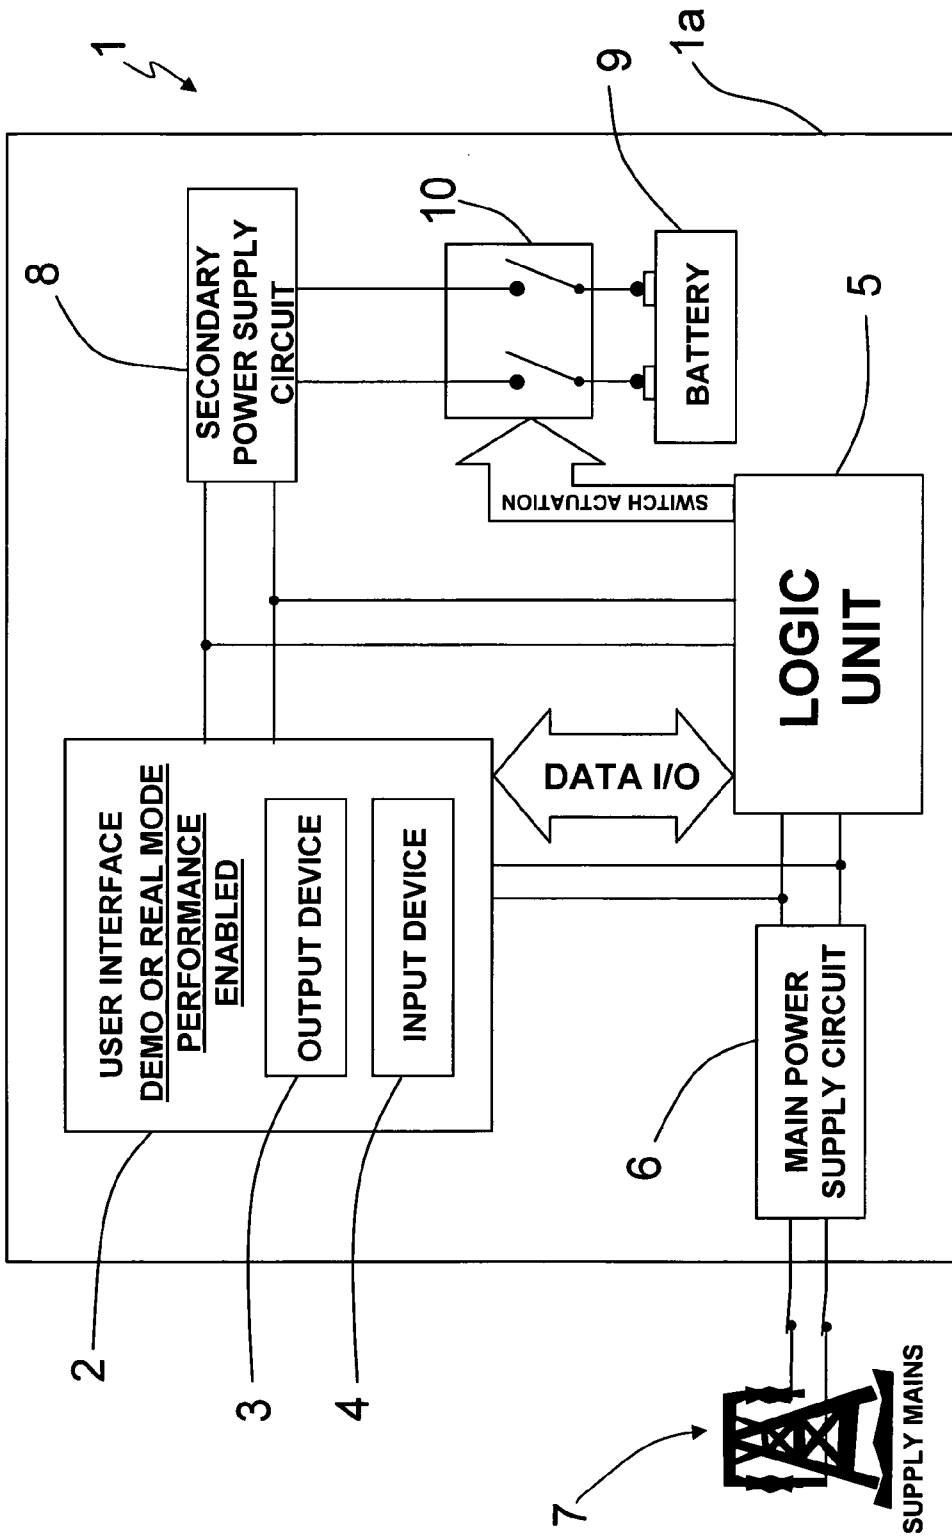 1
1a
8
SECONDARY
POWER SUPPLY
CIRCUIT
10
9
BATTERY
SWITCH ACTUATION
5
LOGIC
UNIT
DATA I/O
USER INTERFACE
DEMO OR REAL MODE
PERFORMANCE
ENABLED
OUTPUT DEVICE
INPUT DEVICE
2
3
4
6
MAIN POWER
SUPPLY CIRCUIT
7
SUPPLY MAINS